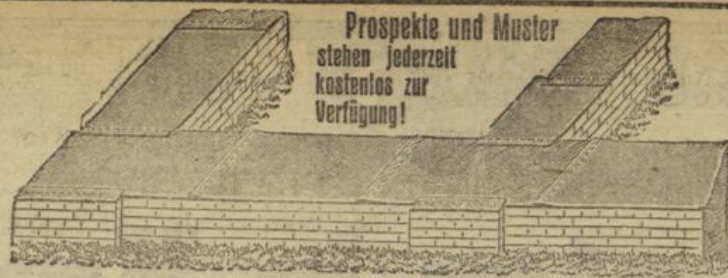 Prospekte und Muster
stehen jederzeit
kostenlos zur
Verfügung!